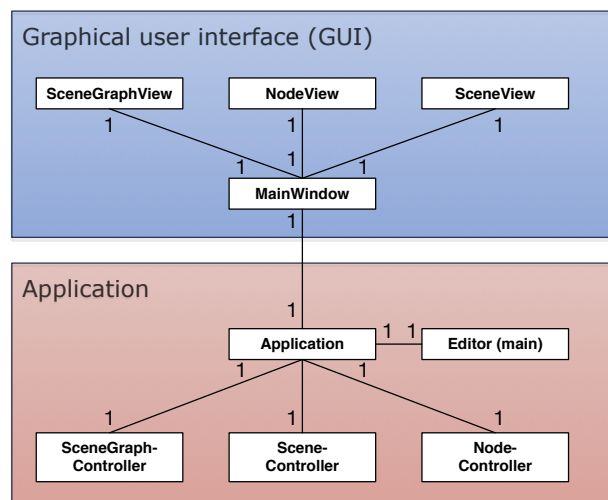 Graphical user interface (GUI)
SceneGraphView
NodeView
SceneView
1
1
1
1
1
1
MainWindow
1
Application
1
Application
1
1
Editor (main)
1
1
1
1
1
1
SceneGraph-
Controller
Scene-
Controller
Node-
Controller